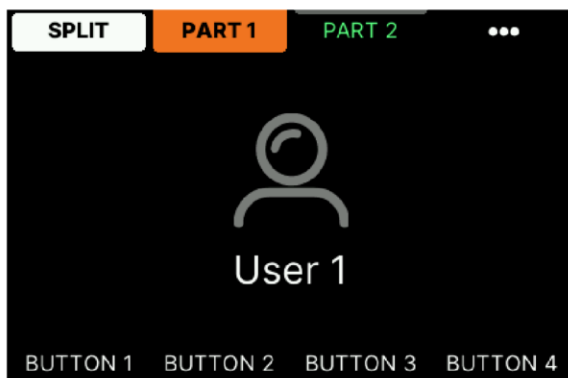 SPLIT PART 1 PART 2 •••
User 1
BUTTON 1 BUTTON 2 BUTTON 3 BUTTON 4